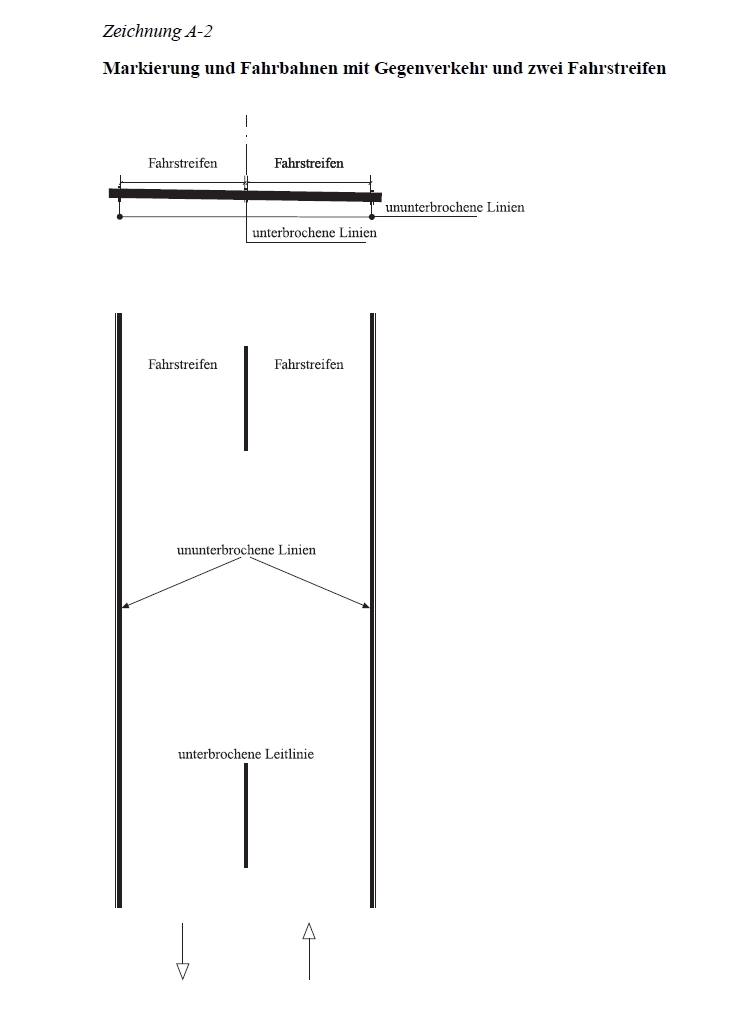 Zeichnung A-2
Markierung und Fahrbahnen mit Gegenverkehr und zwei Fahrstreifen
Fahrstreifen Fahrstreifen
ununterbrochene Linien
unterbrochene Linien
Fahrstreifen Fahrstreifen
ununterbrochene Linien
unterbrochene Leitlinie